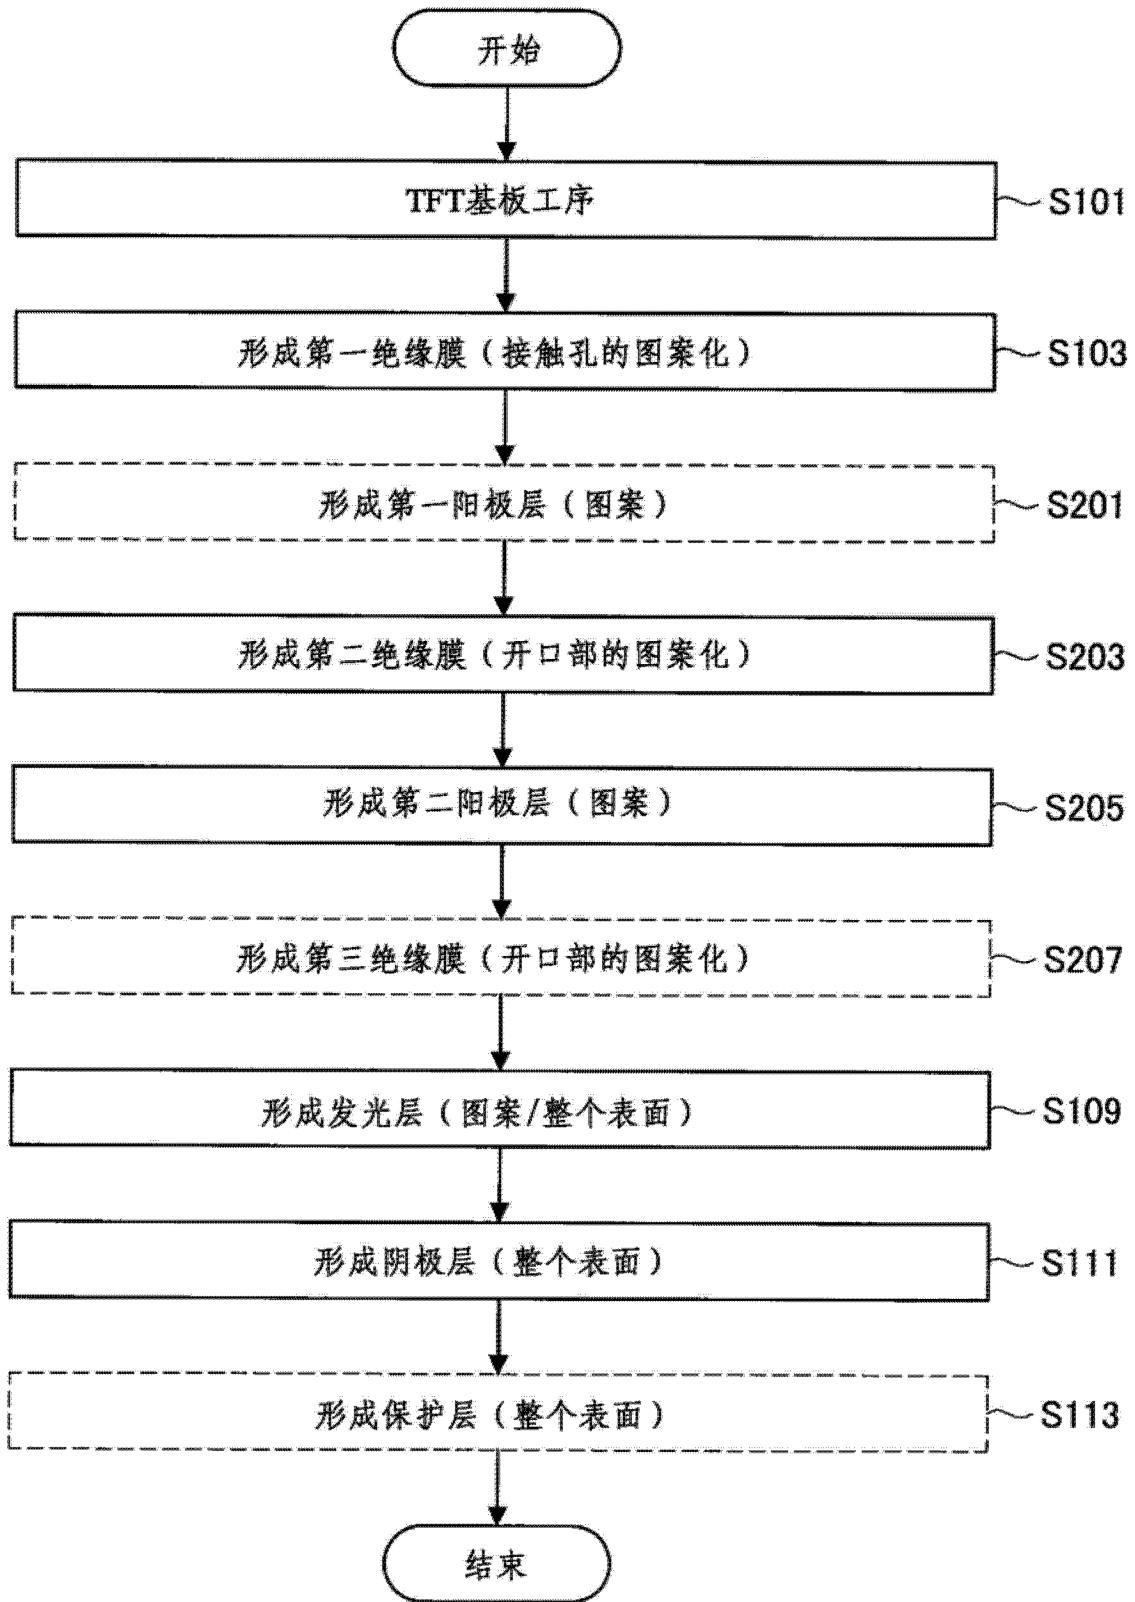 开始
TFT基板工序
S101
形成第一绝缘膜（接触孔的图案化）
S103
形成第一阳极层（图案）
S201
形成第二绝缘膜（开口部的图案化）
S203
形成第二阳极层（图案）
S205
形成第三绝缘膜（开口部的图案化）
S207
形成发光层（图案/整个表面）
S109
形成阴极层（整个表面）
S111
形成保护层（整个表面）
S113
结束